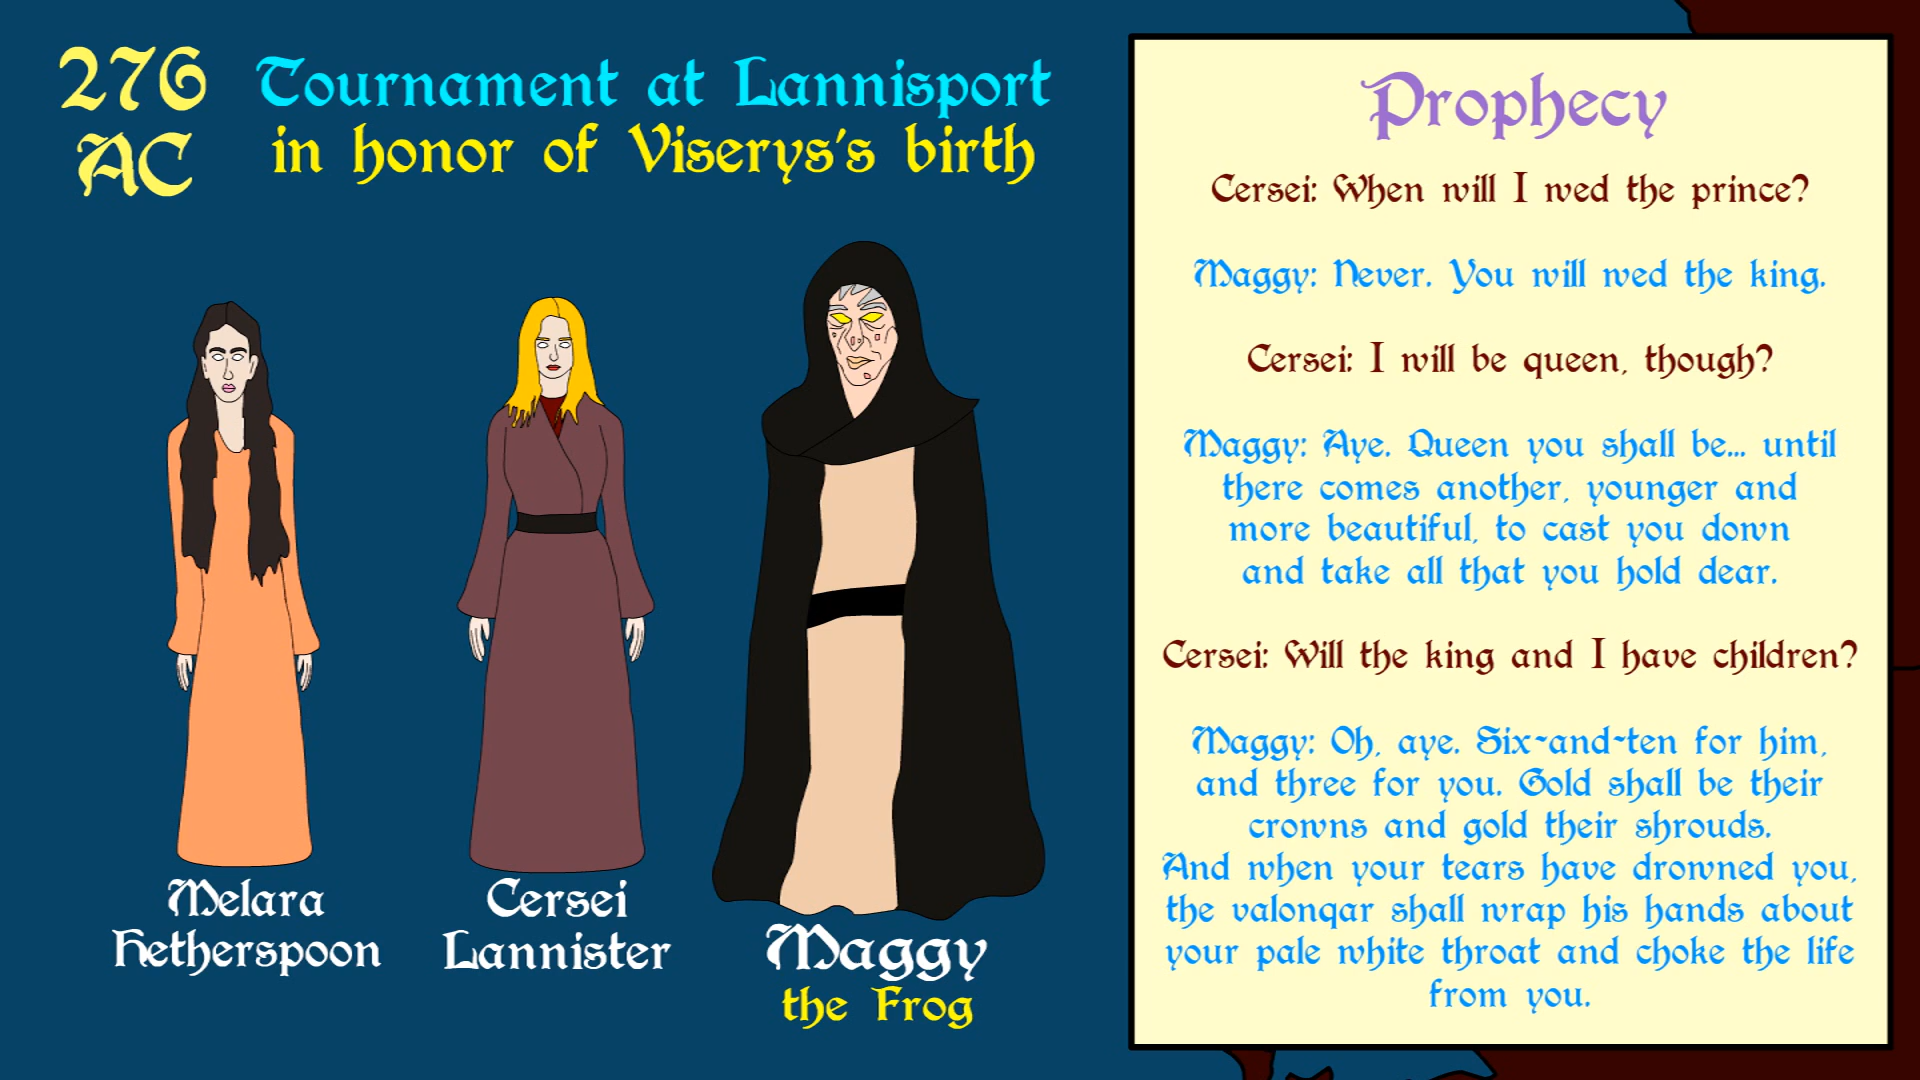 276
AC
Tournament at Lannisport
in honor of Viserys's birth
Melara
Hetherspoon
Cersei
Lannister
Maggy
the Frog
Prophecy
Cersei: When will I wed the prince?
Maggy: Never. You will wed the king.
Cersei: I will be queen, though?
Maggy: Aye. Queen you shall be... until
there comes another, younger and
more beautiful, to cast you down
and take all that you hold dear.
Cersei: Will the king and I have children?
Maggy: Oh, aye. Six-and-ten for him,
and three for you. Gold shall be their
crowns and gold their shrouds.
And when your tears have drowned you,
the valonqar shall wrap his hands about
your pale white throat and choke the life
from you.